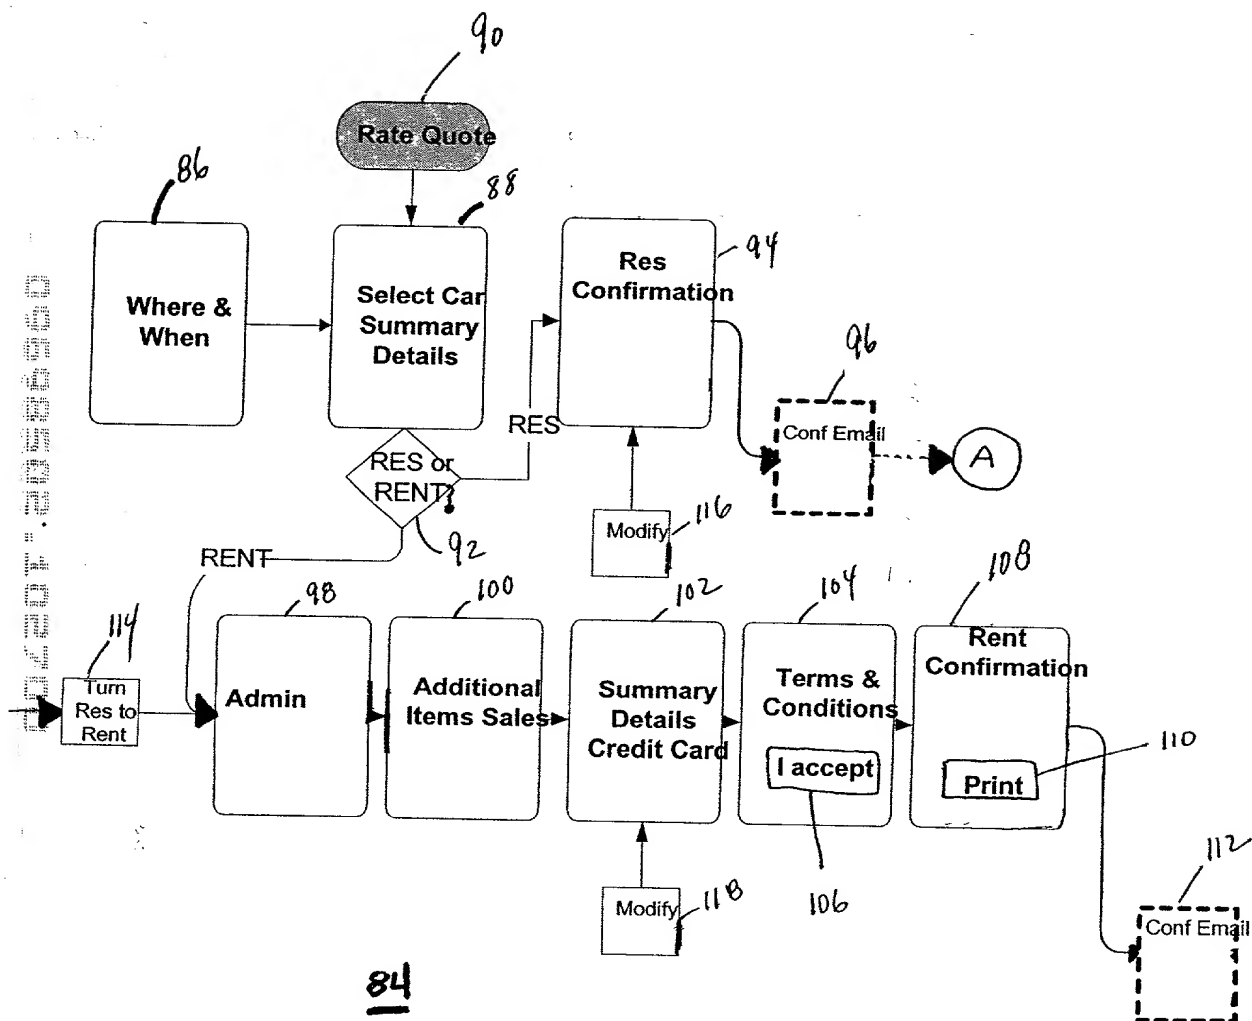 90
Rate Quote
86
88
Where &
When
Select Car
Summary
Details
Res
Confirmation
94
96
Conf Email
A
RES
RES or
RENT?
92
Modify
116
RENT
114
Turn
Res to
Rent
98
Admin
100
Additional
Items Sales
102
Summary
Details
Credit Card
104
Terms &
Conditions
I accept
106
108
Rent
Confirmation
Print
110
Modify
118
112
Conf Email
84